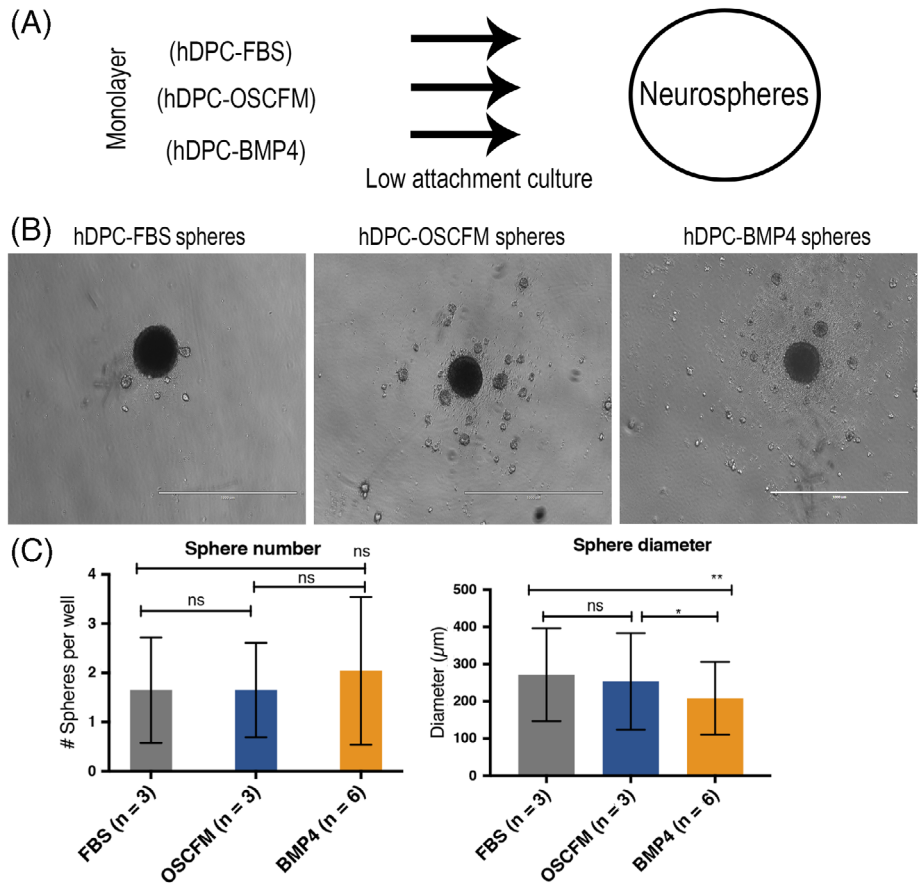 (A)
Monolayer
(hDPC-FBS)
(hDPC-OSCFM)
(hDPC-BMP4)
Low attachment culture
Neurospheres
(B)
hDPC-FBS spheres
hDPC-OSCFM spheres
hDPC-BMP4 spheres
(C)
Sphere number
ns
ns
ns
# Spheres per well
4
3
2
1
0
FBS (n = 3)
OSCFM (n = 3)
BMP4 (n = 6)
Sphere diameter
**
ns
*
Diameter (µm)
500
400
300
200
100
0
FBS (n = 3)
OSCFM (n = 3)
BMP4 (n = 6)